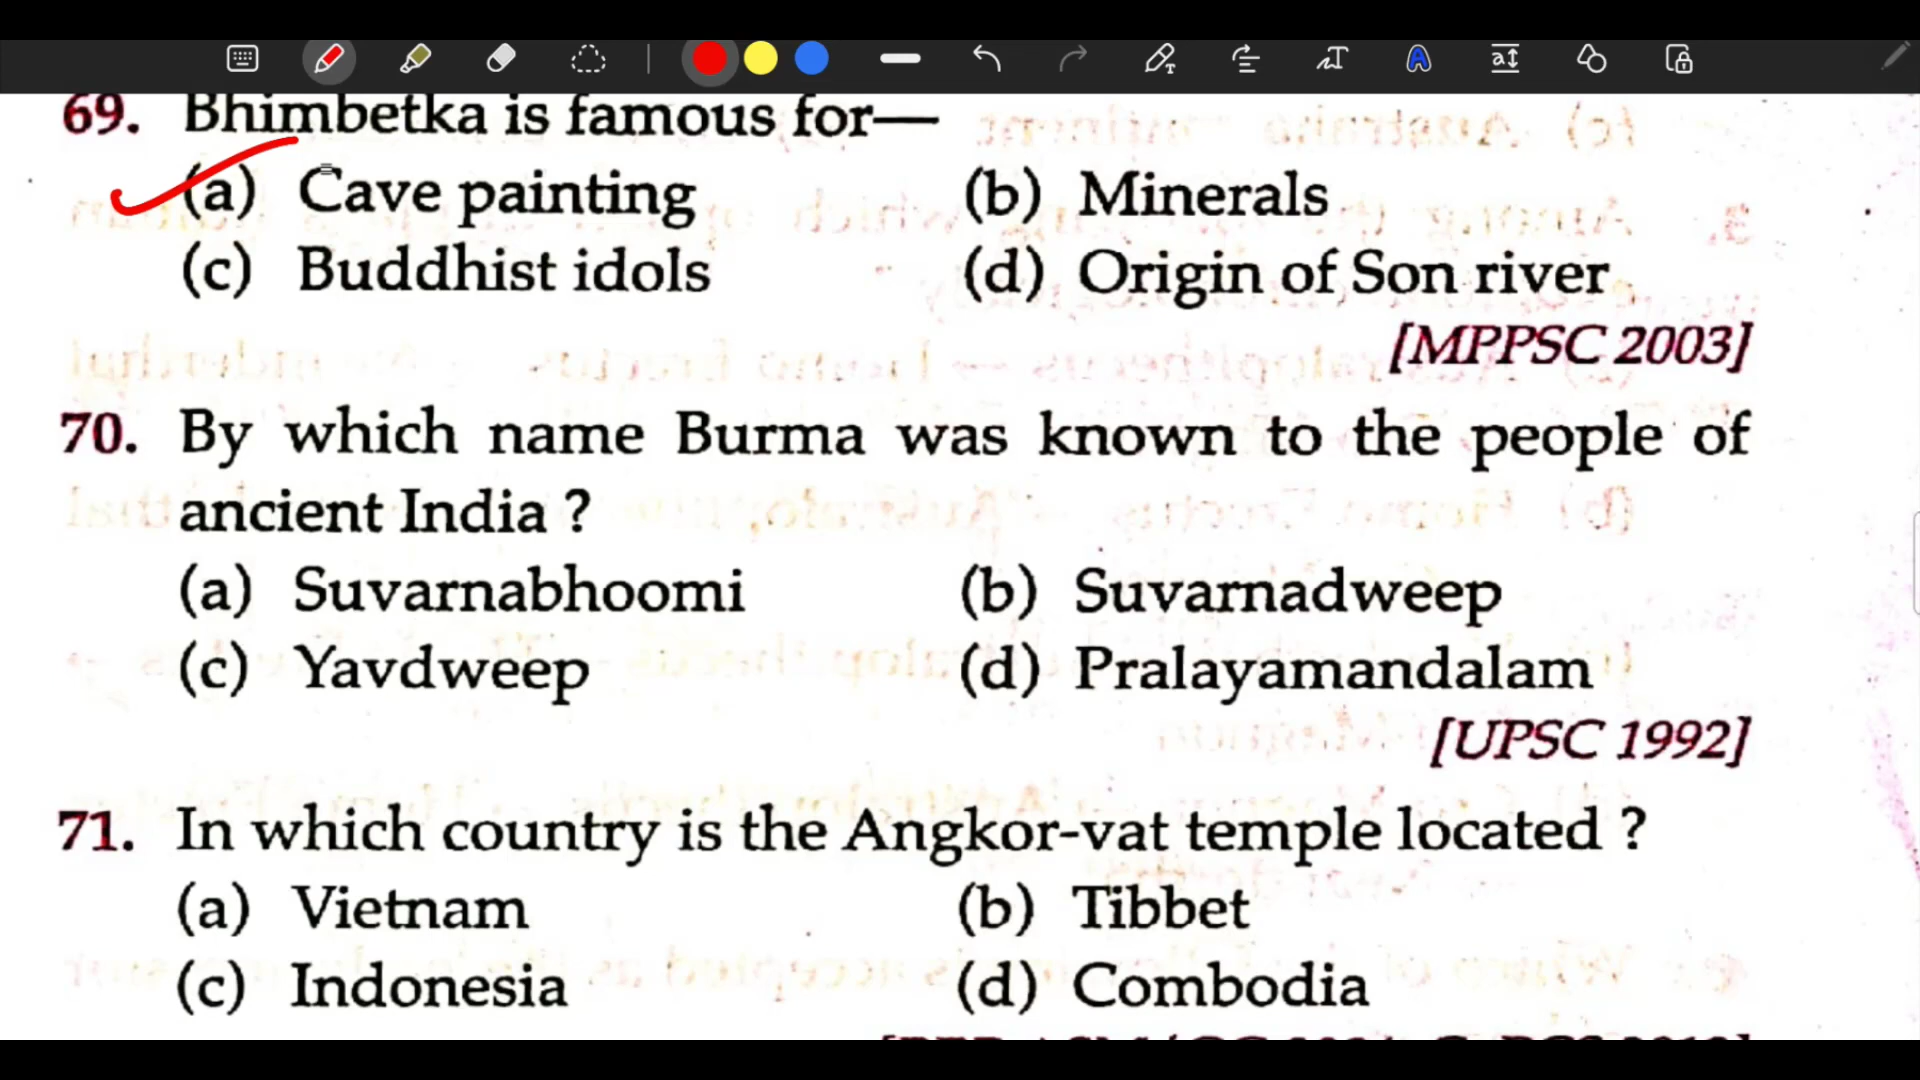 69. Bhimbetka is famous for—
(a) Cave painting (b) Minerals
(c) Buddhist idols (d) Origin of Son river
[MPPSC 2003]
70. By which name Burma was known to the people of
ancient India ?
(a) Suvarnabhoomi (b) Suvarnadweep
(c) Yavdweep (d) Pralayamandalam
[UPSC 1992]
71. In which country is the Angkor-vat temple located ?
(a) Vietnam (b) Tibbet
(c) Indonesia (d) Combodia